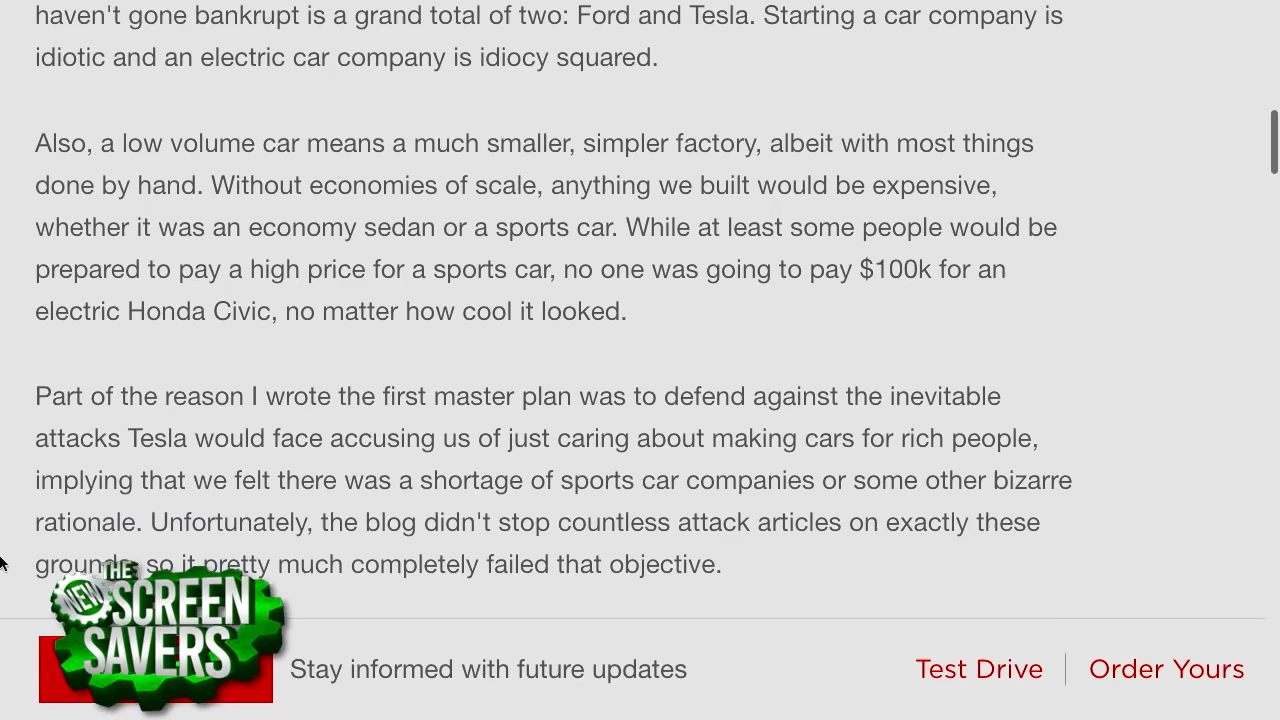 haven't gone bankrupt is a grand total of two: Ford and Tesla. Starting a car company is
idiotic and an electric car company is idiocy squared.
Also, a low volume car means a much smaller, simpler factory, albeit with most things
done by hand. Without economies of scale, anything we built would be expensive,
whether it was an economy sedan or a sports car. While at least some people would be
prepared to pay a high price for a sports car, no one was going to pay $100k for an
electric Honda Civic, no matter how cool it looked.
Part of the reason I wrote the first master plan was to defend against the inevitable
attacks Tesla would face accusing us of just caring about making cars for rich people,
implying that we felt there was a shortage of sports car companies or some other bizarre
rationale. Unfortunately, the blog didn't stop countless attack articles on exactly these
grounds, so it pretty much completely failed that objective.
THE
NEW SCREEN
SAVERS
Stay informed with future updates
Test Drive
Order Yours